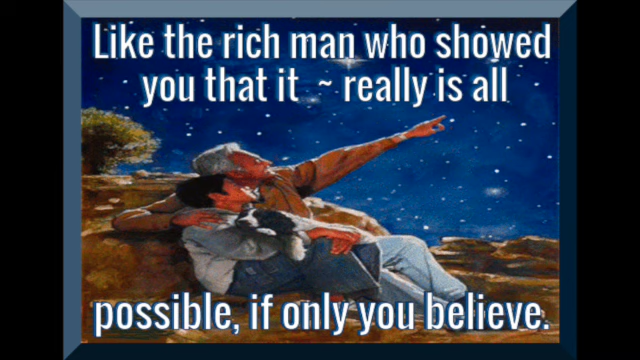 Like the rich man who showed
you that it ~ really is all
possible, if only you believe.